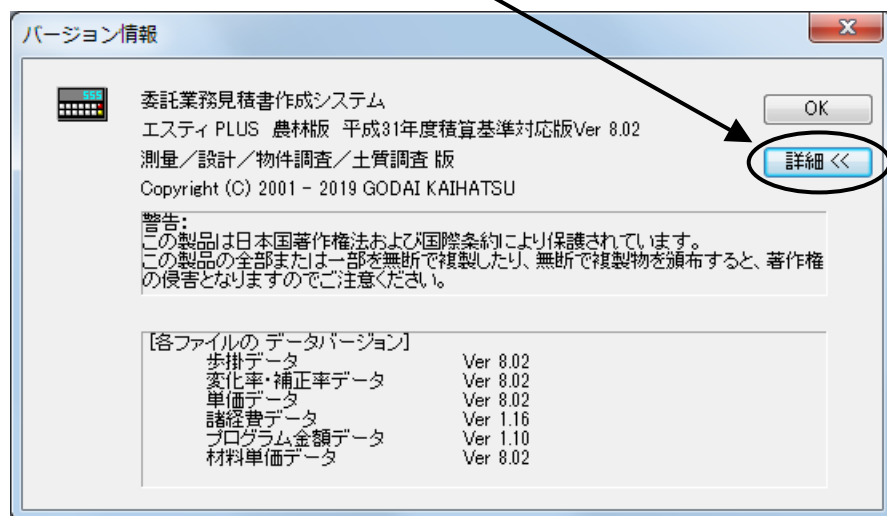 バージョン情報
555
委託業務見積書作成システム
エスティ PLUS 農林版 平成31年度積算基準対応版Ver 8.02
測量／設計／物件調査／土質調査 版
Copyright (C) 2001 - 2019 GODAI KAIHATSU
OK
詳細 <<
警告:
この製品は日本国著作権法および国際条約により保護されています。
この製品の全部または一部を無断で複製したり、無断で複製物を頒布すると、著作権
の侵害となりますのでご注意ください。
[各ファイルの データバージョン]
歩掛データ Ver 8.02
変化率・補正率データ Ver 8.02
単価データ Ver 8.02
諸経費データ Ver 1.16
プログラム金額データ Ver 1.10
材料単価データ Ver 8.02